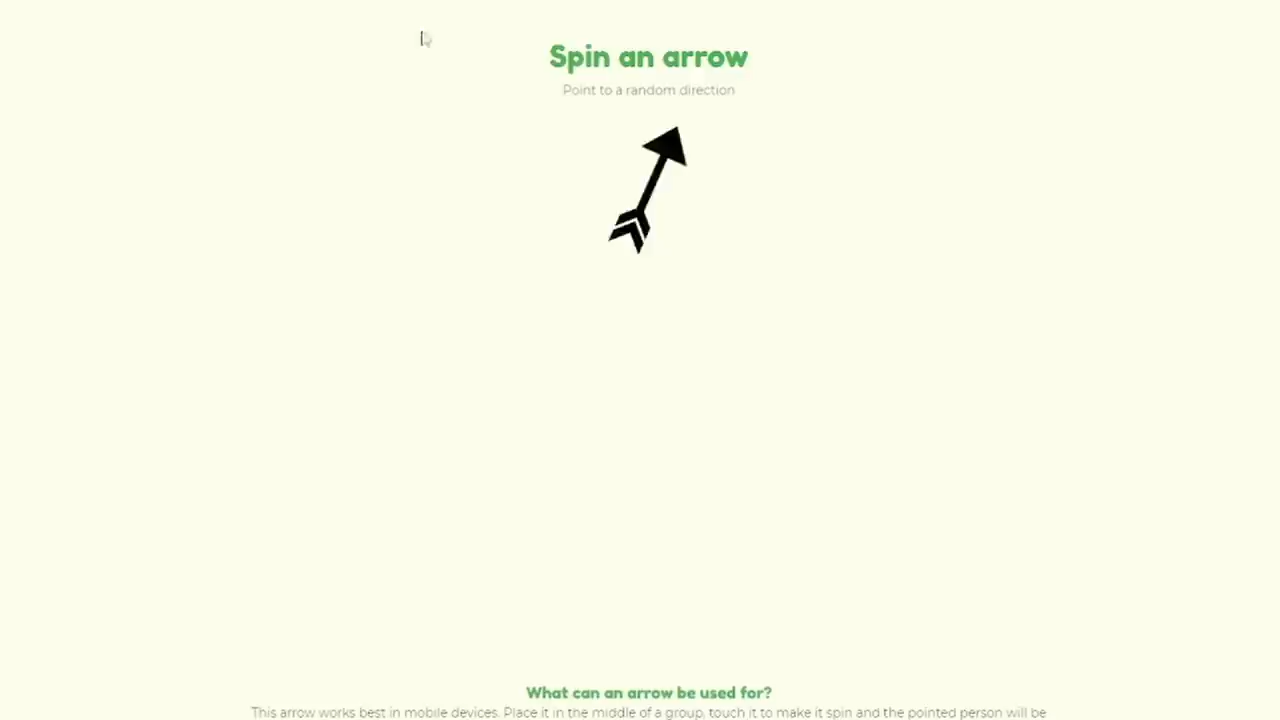 Spin an arrow
Point to a random direction
What can an arrow be used for?
This arrow works best in mobile devices. Place it in the middle of a group, touch it to make it spin and the pointed person will be